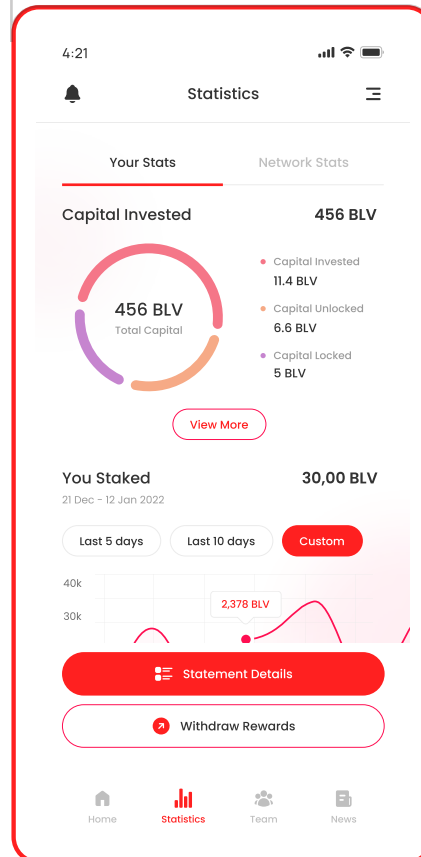 4:21
Statistics
Your Stats
Network Stats
Capital Invested
456 BLV
456 BLV
Total Capital
Capital Invested
11.4 BLV
Capital Unlocked
6.6 BLV
Capital Locked
5 BLV
View More
You Staked
30,00 BLV
21 Dec - 12 Jan 2022
Last 5 days
Last 10 days
Custom
40k
30k
2,378 BLV
Statement Details
Withdraw Rewards
Home
Statistics
Team
News